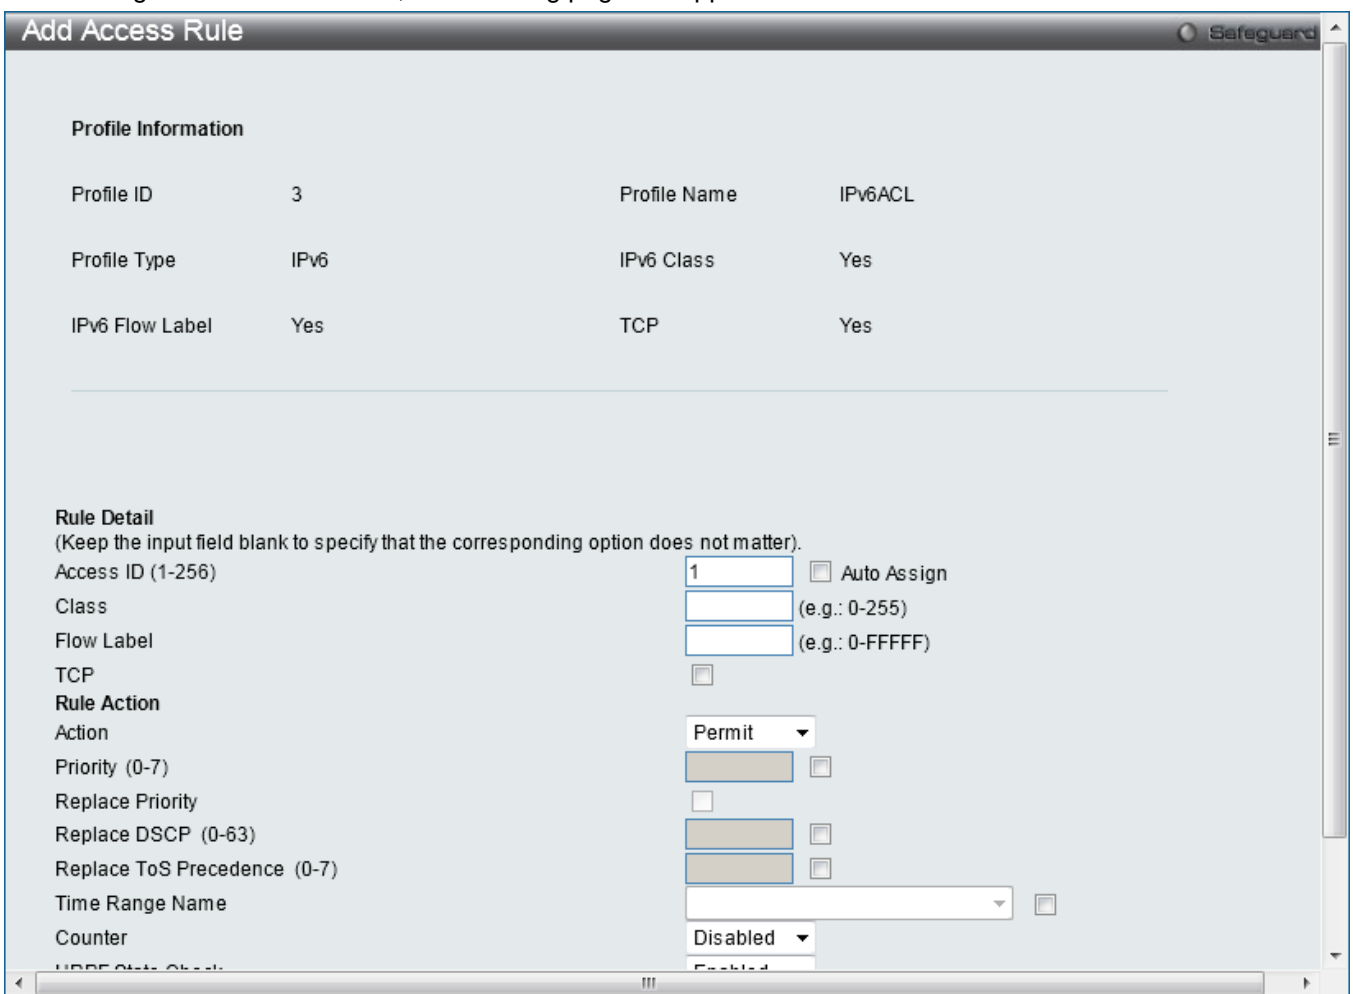 Add Access Rule
Safeguard
Profile Information
Profile ID 3 Profile Name IPv6ACL
Profile Type IPv6 IPv6 Class Yes
IPv6 Flow Label Yes TCP Yes
Rule Detail
(Keep the input field blank to specify that the corresponding option does not matter).
Access ID (1-256) 1 Auto Assign
Class (e.g.: 0-255)
Flow Label (e.g.: 0-FFFFF)
TCP
Rule Action
Action Permit
Priority (0-7)
Replace Priority
Replace DSCP (0-63)
Replace ToS Precedence (0-7)
Time Range Name
Counter Disabled